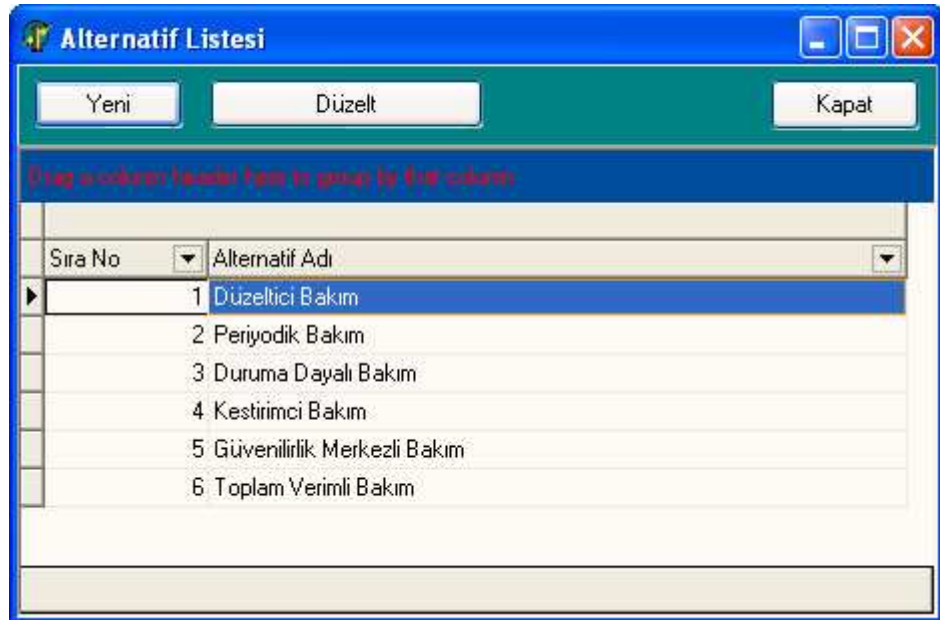 Alternatif Listesi
Yeni Düzelt Kapat
Drag a column header here to group by that column
Sıra No Alternatif Adı
1 Düzeltici Bakım
2 Periyodik Bakım
3 Duruma Dayalı Bakım
4 Kestirimci Bakım
5 Güvenilirlik Merkezli Bakım
6 Toplam Verimli Bakım